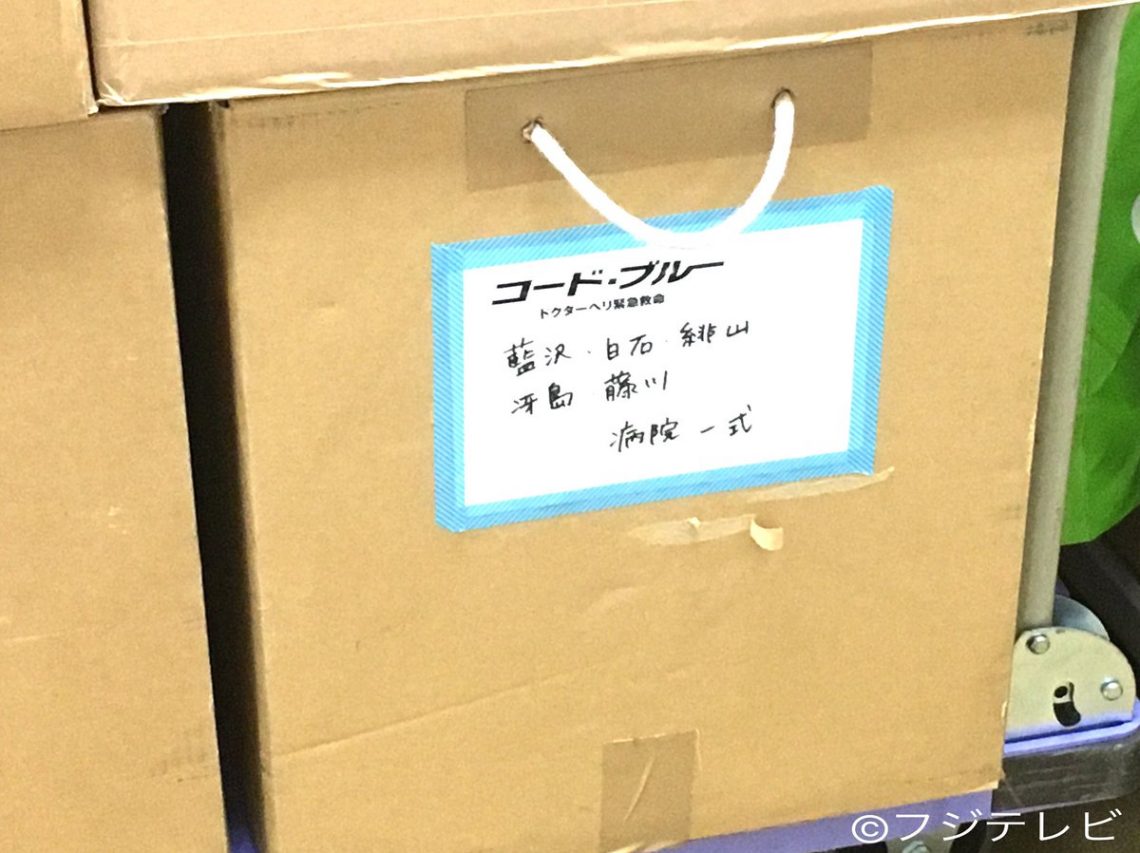 コード・ブルー
ドクターヘリ緊急救命
藍沢・白石・緋山
冴島 藤川
病院一式
©フジテレビ